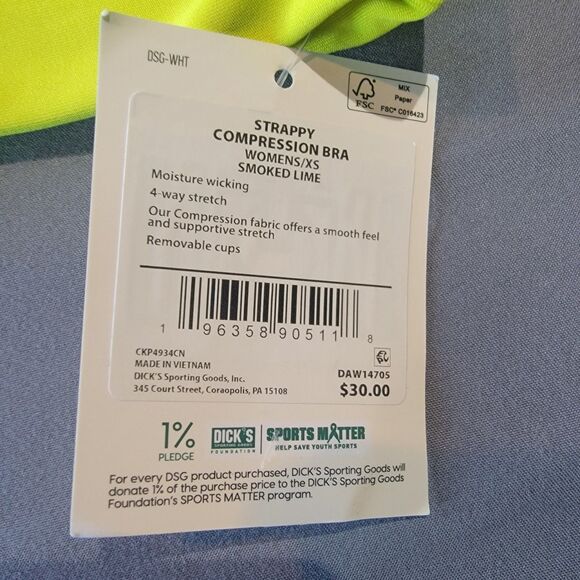 DSG-WHT
FSC
MIX
Paper
FSC® C016423
STRAPPY
COMPRESSION BRA
WOMENS/XS
SMOKED LIME
Moisture wicking
4-way stretch
Our Compression fabric offers a smooth feel
and supportive stretch
Removable cups
1 96358 90511 8
CKP4934CN
MADE IN VIETNAM
DICK'S Sporting Goods, Inc.
345 Court Street, Coraopolis, PA 15108
DAW14705
$30.00
1%
PLEDGE
DICK'S
SPORTING GOODS
FOUNDATION
SPORTS MATTER
HELP SAVE YOUTH SPORTS
For every DSG product purchased, DICK'S Sporting Goods will
donate 1% of the purchase price to the DICK'S Sporting Goods
Foundation's SPORTS MATTER program.